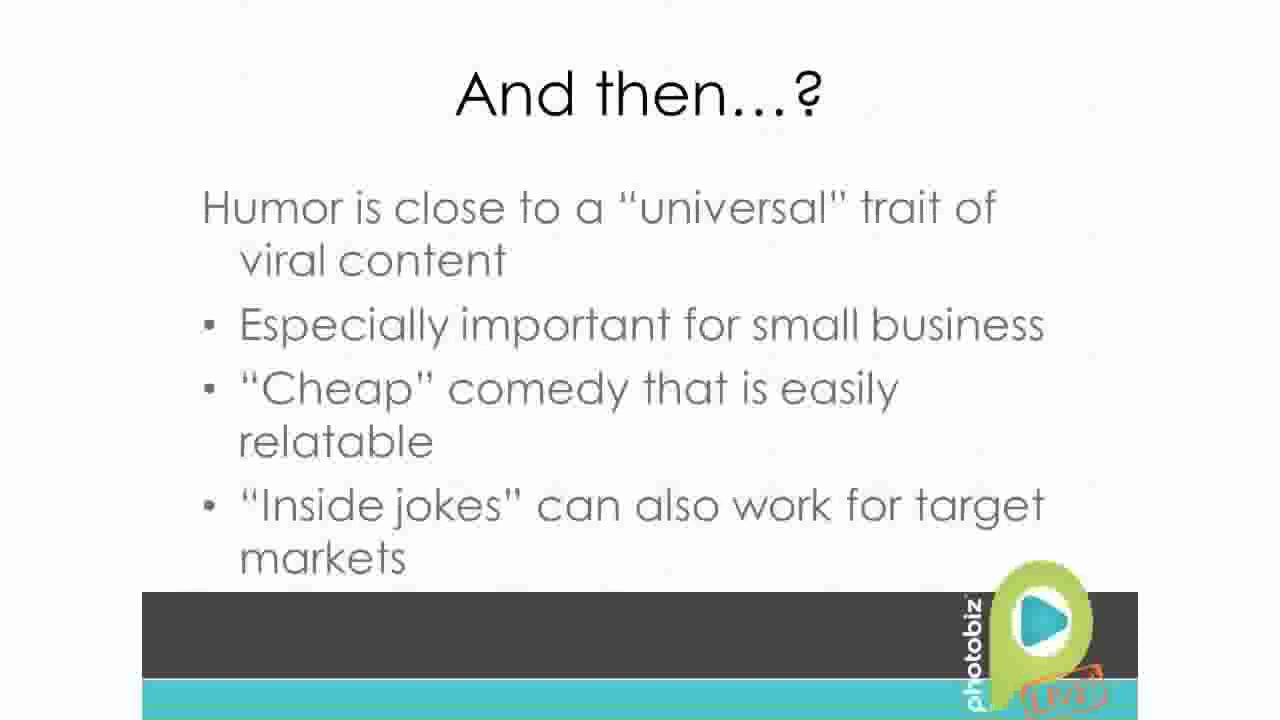 And then…?
Humor is close to a “universal” trait of
viral content
• Especially important for small business
• “Cheap” comedy that is easily
relatable
• “Inside jokes” can also work for target
markets
photobiz
LIVE